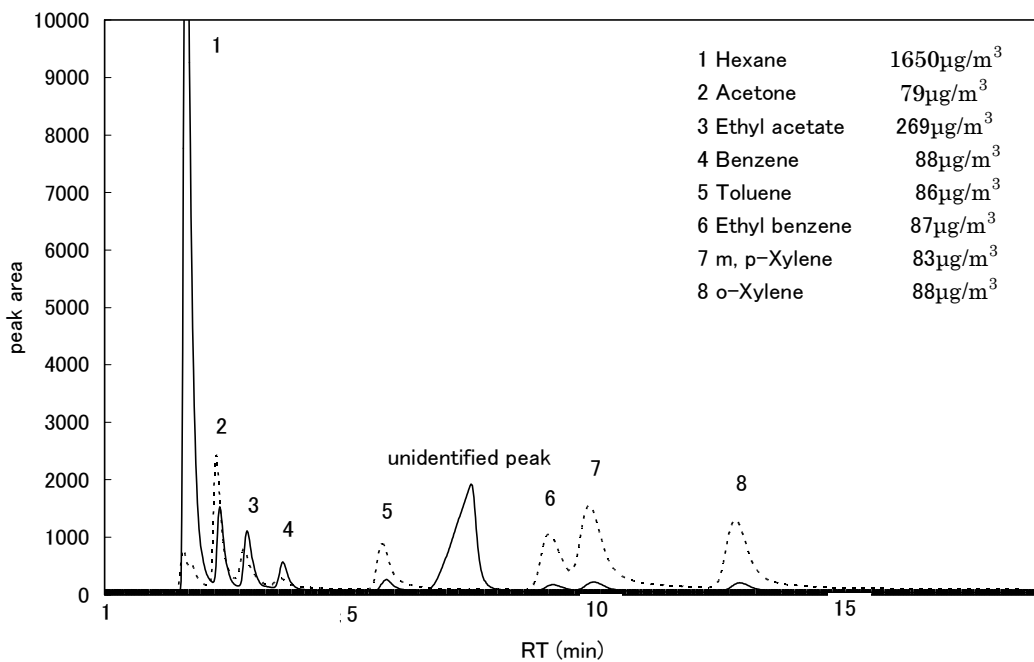 10000
9000
8000
7000
6000
5000
4000
3000
2000
1000
0
peak area
1
2
3
4
5
unidentified peak
6
7
8
1 Hexane 1650µg/m³
2 Acetone 79µg/m³
3 Ethyl acetate 269µg/m³
4 Benzene 88µg/m³
5 Toluene 86µg/m³
6 Ethyl benzene 87µg/m³
7 m, p-Xylene 83µg/m³
8 o-Xylene 88µg/m³
1 5 10 15
RT (min)